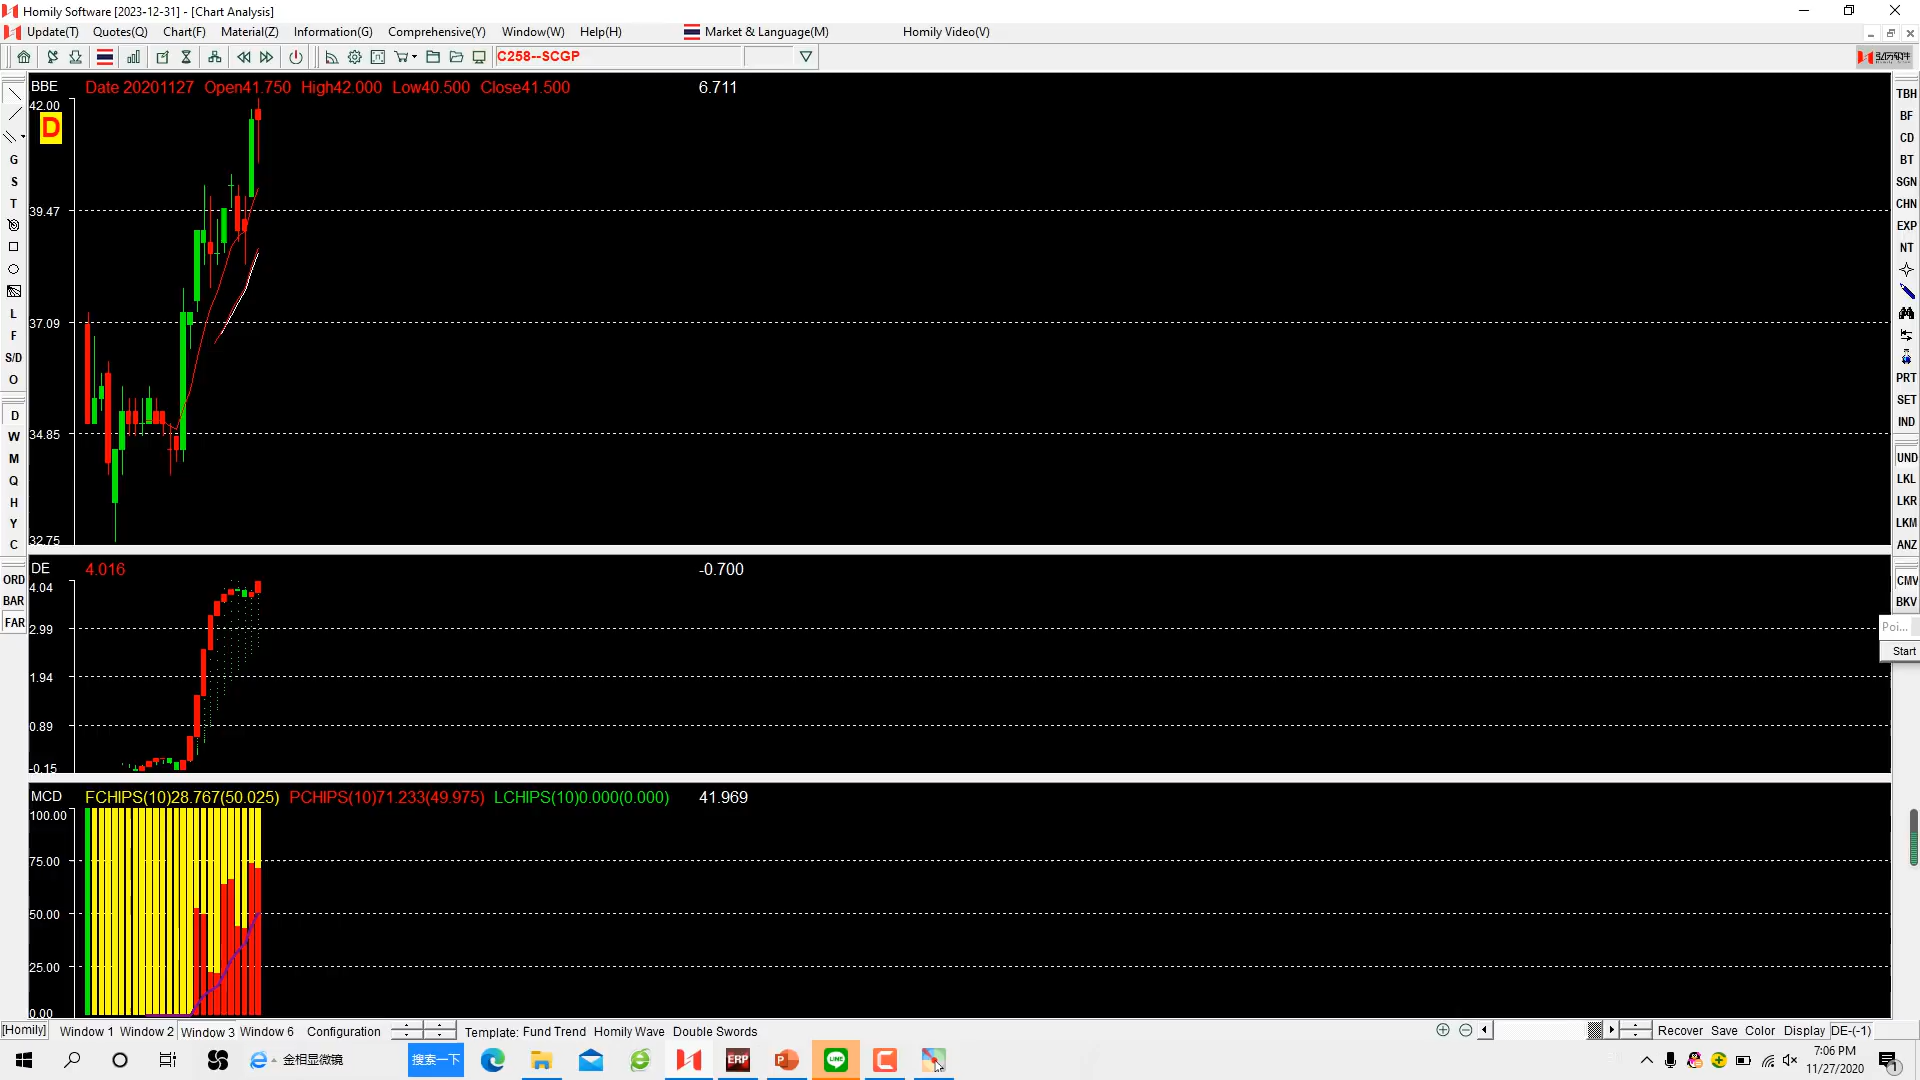 Homily Software [2023-12-31] - [Chart Analysis]
Update(T) Quotes(Q) Chart(F) Material(Z) Information(G) Comprehensive(Y) Window(W) Help(H) Market & Language(M) Homily Video(V)
C258--SCGP
BBE Date 20201127 Open41.750 High42.000 Low40.500 Close41.500 6.711
42.00
D
39.47
37.09
34.85
32.75
DE 4.016 -0.700
4.04
2.99
1.94
0.89
-0.15
MCD FCHIPS(10)28.767(50.025) PCHIPS(10)71.233(49.975) LCHIPS(10)0.000(0.000) 41.969
100.00
75.00
50.00
25.00
0.00
G
S
T
L
F
S/D
O
D
W
M
Q
H
Y
C
ORD
BAR
FAR
TBH
BF
CD
BT
SGN
CHN
EXP
NT
PRT
SET
IND
UND
LKL
LKR
LKM
ANZ
CMV
BKV
Poi...
Start
[Homily] Window 1 Window 2 Window 3 Window 6 Configuration Template: Fund Trend Homily Wave Double Swords Recover Save Color Display DE-(-1)
金相显微镜 搜索一下 ERP LINE
7:06 PM
11/27/2020
1